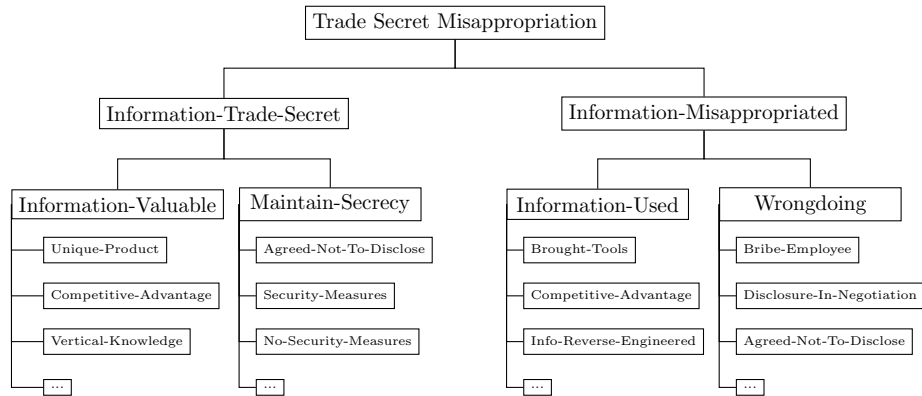 Trade Secret Misappropriation
Information-Trade-Secret
Information-Misappropriated
Information-Valuable
Maintain-Secrecy
Information-Used
Wrongdoing
Unique-Product
Agreed-Not-To-Disclose
Brought-Tools
Bribe-Employee
Competitive-Advantage
Security-Measures
Competitive-Advantage
Disclosure-In-Negotiation
Vertical-Knowledge
No-Security-Measures
Info-Reverse-Engineered
Agreed-Not-To-Disclose
...
...
...
...